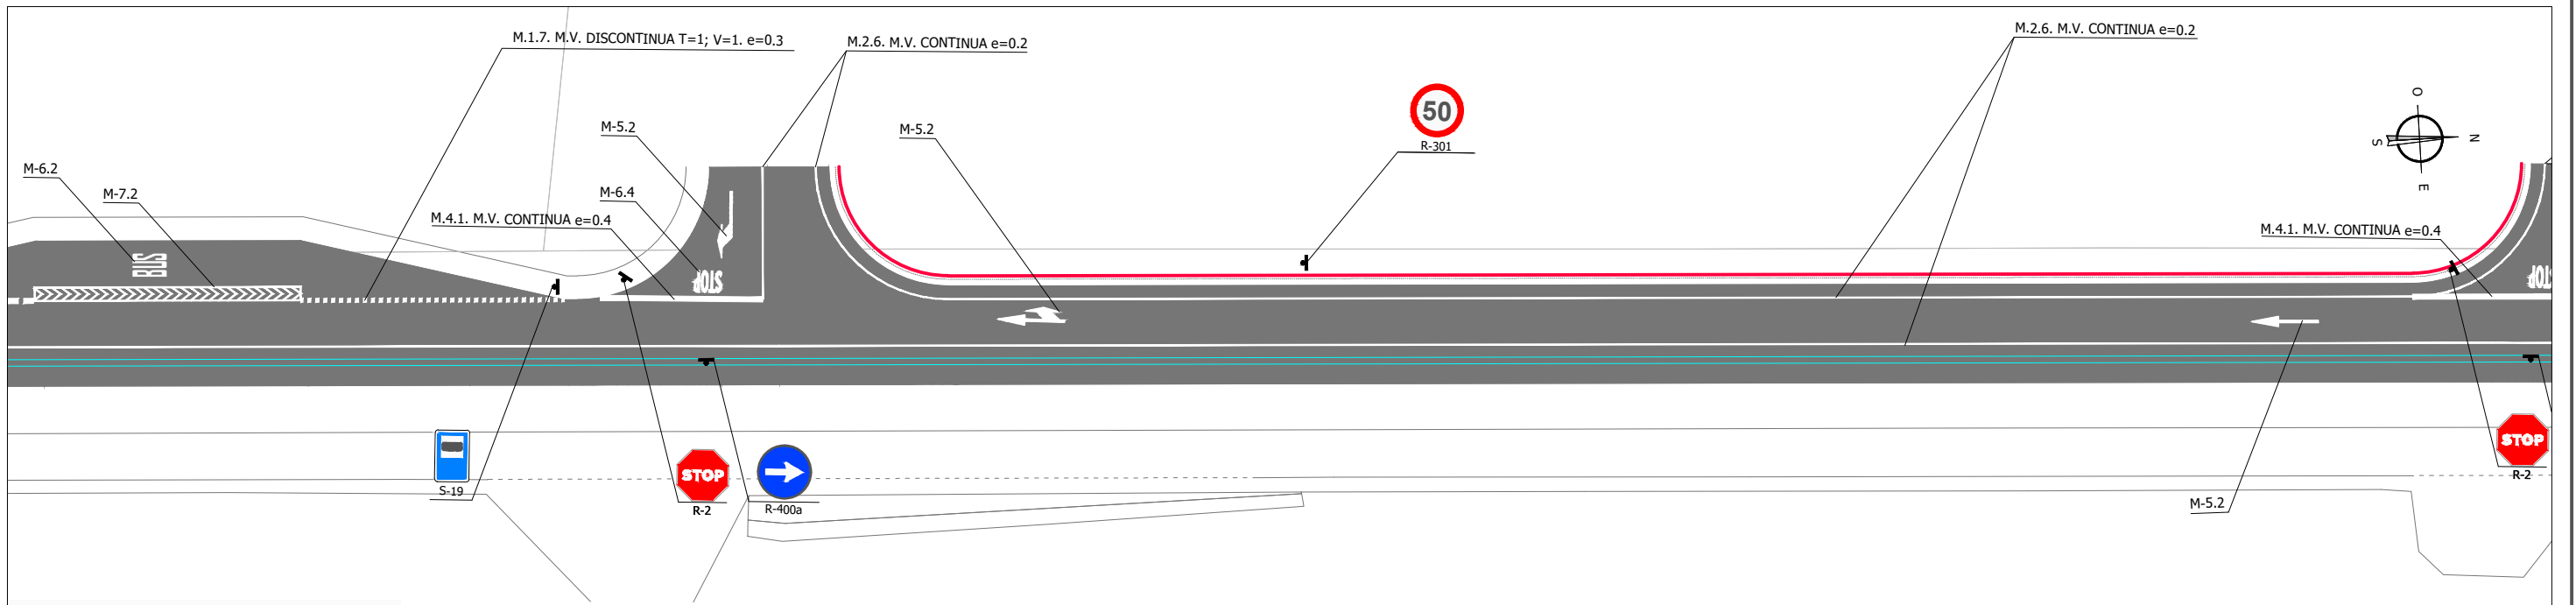 M.1.7. M.V. DISCONTINUA T=1; V=1. e=0.3
M.2.6. M.V. CONTINUA e=0.2
M.2.6. M.V. CONTINUA e=0.2
50
R-301
O
S
N
E
M-5.2
M-5.2
M-6.2
M-7.2
M-6.4
M.4.1. M.V. CONTINUA e=0.4
M.4.1. M.V. CONTINUA e=0.4
BUS
STOP
STOP
S-19
STOP
R-2
R-400a
STOP
R-2
M-5.2